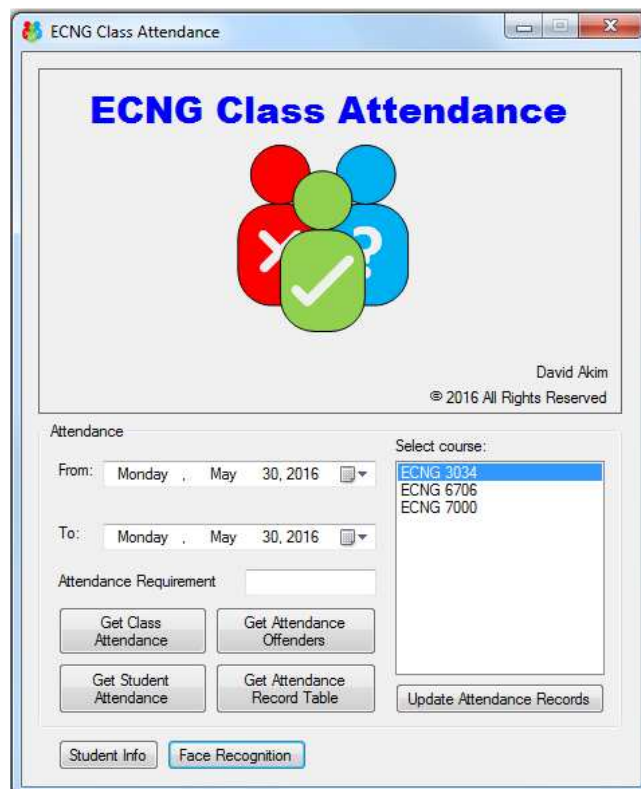 ECNG Class Attendance
ECNG Class Attendance
?
David Akim
© 2016 All Rights Reserved
Attendance
From:
Monday , May 30, 2016
To:
Monday , May 30, 2016
Attendance Requirement
Get Class
Attendance
Get Attendance
Offenders
Get Student
Attendance
Get Attendance
Record Table
Select course:
ECNG 3034
ECNG 6706
ECNG 7000
Update Attendance Records
Student Info
Face Recognition